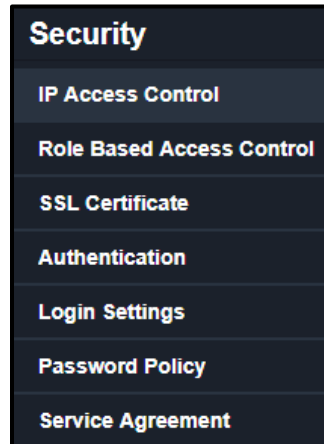 Security
IP Access Control
Role Based Access Control
SSL Certificate
Authentication
Login Settings
Password Policy
Service Agreement